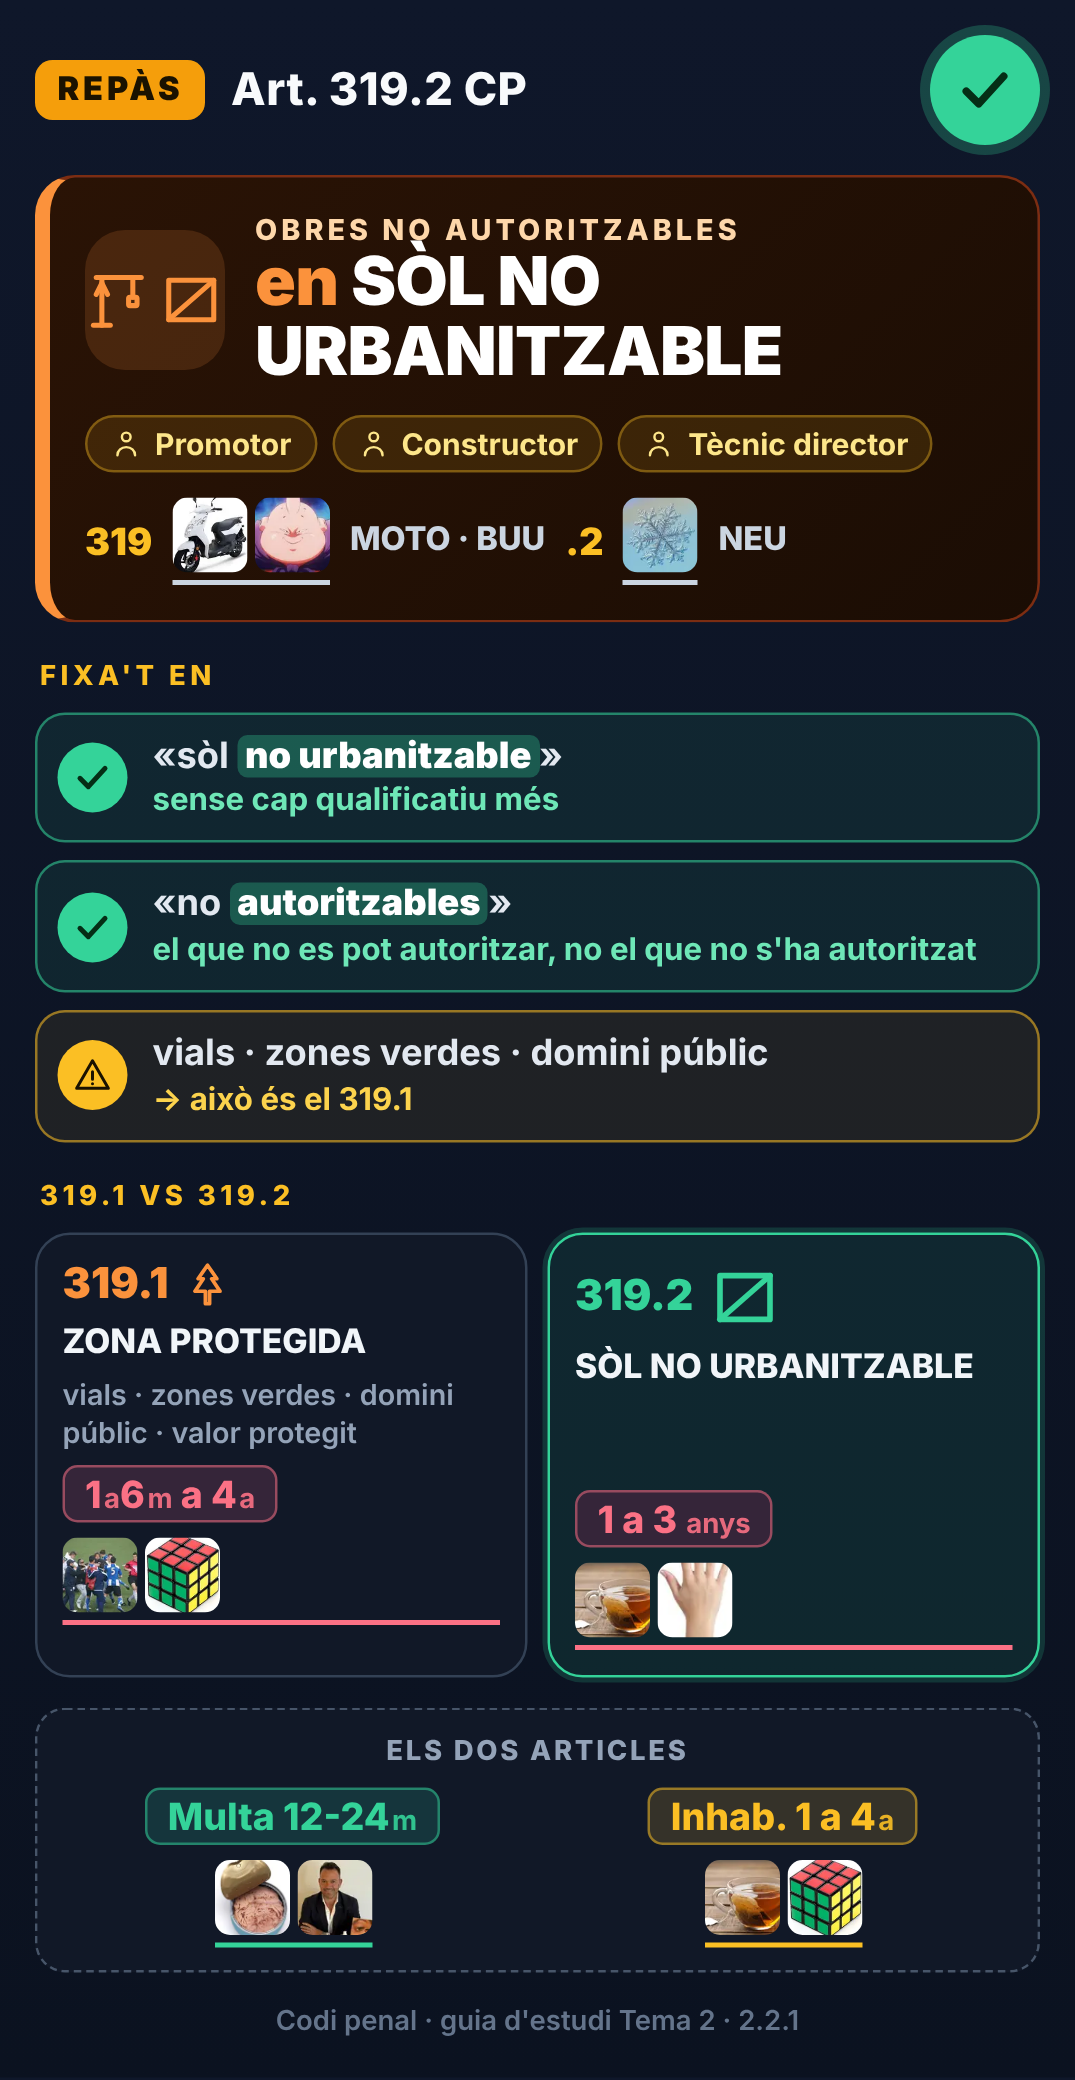 REPÀS Art. 319.2 CP
OBRES NO AUTORITZABLES
en SÒL NO
URBANITZABLE
Promotor Constructor Tècnic director
319 MOTO · BUU .2 NEU
FIXA'T EN
«sòl no urbanitzable»
sense cap qualificatiu més
«no autoritzables»
el que no es pot autoritzar, no el que no s'ha autoritzat
vials · zones verdes · domini públic
→ això és el 319.1
319.1 VS 319.2
319.1
ZONA PROTEGIDA
vials · zones verdes · domini
públic · valor protegit
1a6m a 4a
319.2
SÒL NO URBANITZABLE
1 a 3 anys
ELS DOS ARTICLES
Multa 12-24m
Inhab. 1 a 4a
Codi penal · guia d'estudi Tema 2 · 2.2.1